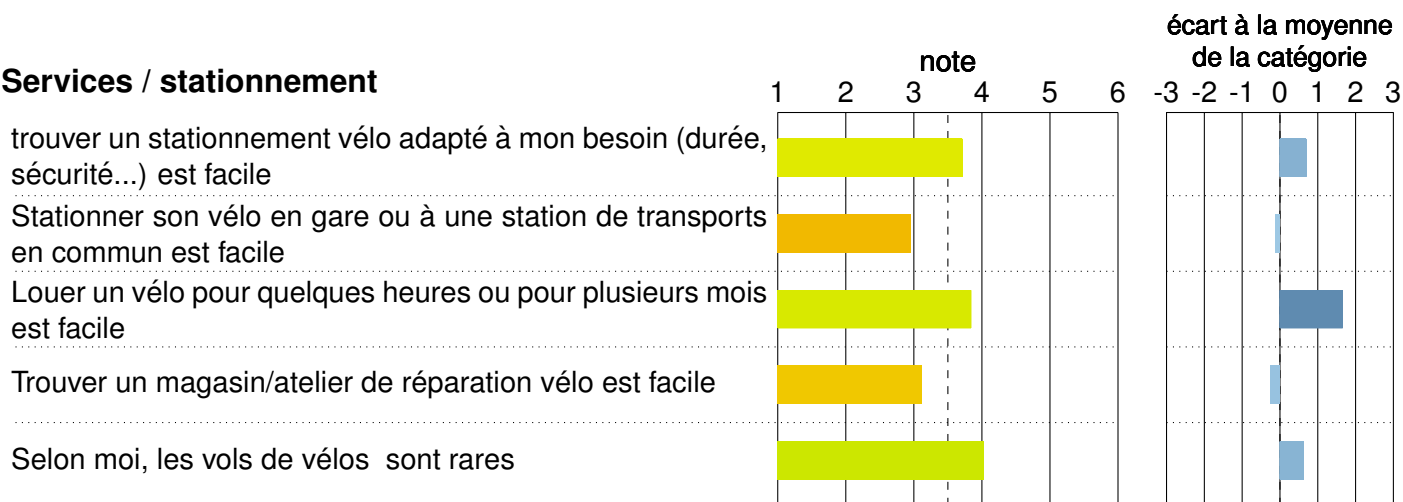 écart à la moyenne
note de la catégorie
Services / stationnement
1 2 3 4 5 6 -3 -2 -1 0 1 2 3
trouver un stationnement vélo adapté à mon besoin (durée,
sécurité...) est facile
Stationner son vélo en gare ou à une station de transports
en commun est facile
Louer un vélo pour quelques heures ou pour plusieurs mois
est facile
Trouver un magasin/atelier de réparation vélo est facile
Selon moi, les vols de vélos sont rares